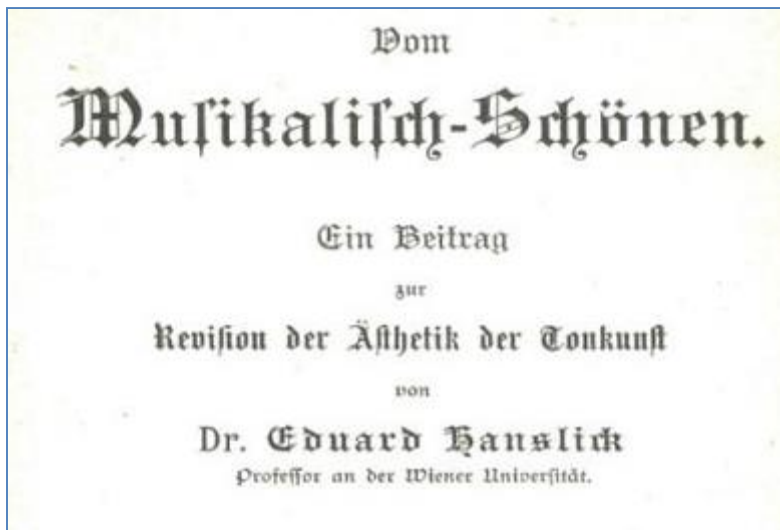 Vom
Muſikaliſch-Schönen.
Ein Beitrag
zur
Reviſion der Äſthetik der Tonkunſt
von
Dr. Eduard Hanslick
Profeſſor an der Wiener Univerſität.